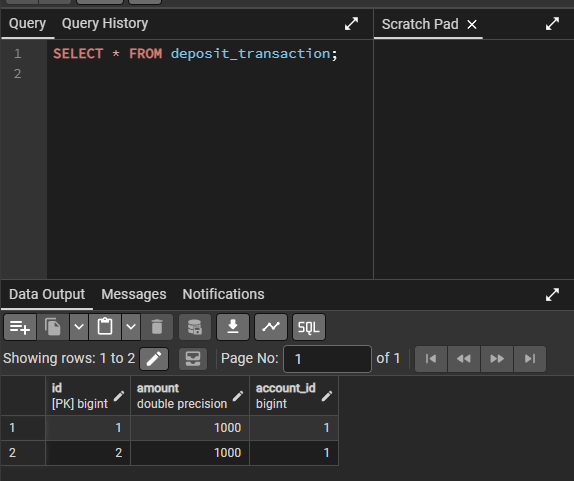 Query Query History Scratch Pad
1 SELECT * FROM deposit_transaction;
2
Data Output Messages Notifications
SQL
Showing rows: 1 to 2 Page No: 1 of 1
id amount account_id
[PK] bigint double precision bigint
1 1 1000 1
2 2 1000 1